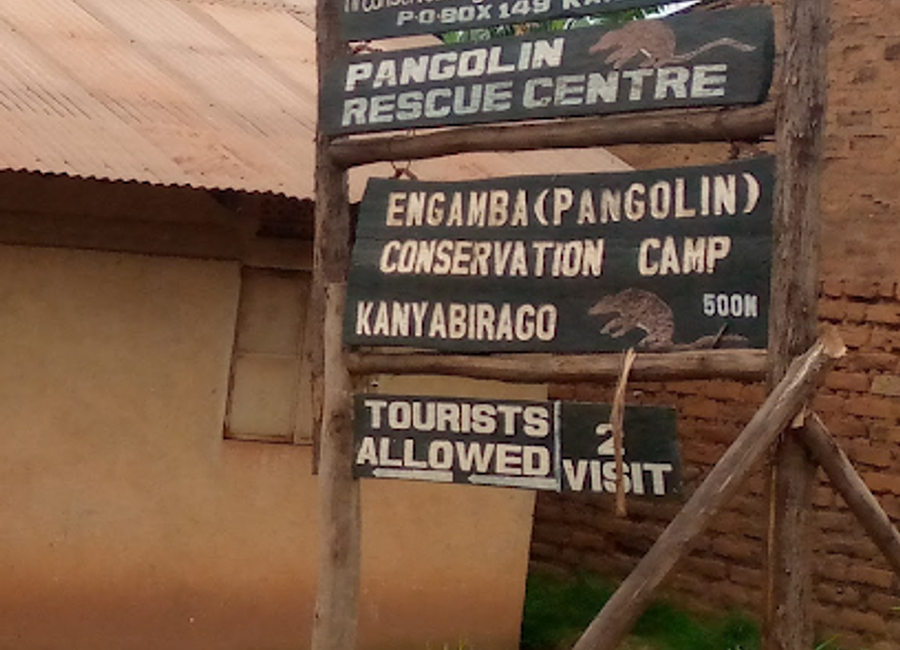 P.O.BOX 149
PANGOLIN
RESCUE CENTRE
ENGAMBA(PANGOLIN)
CONSERVATION CAMP
KANYABIRAGO 500M
TOURISTS
ALLOWED
2
VISIT